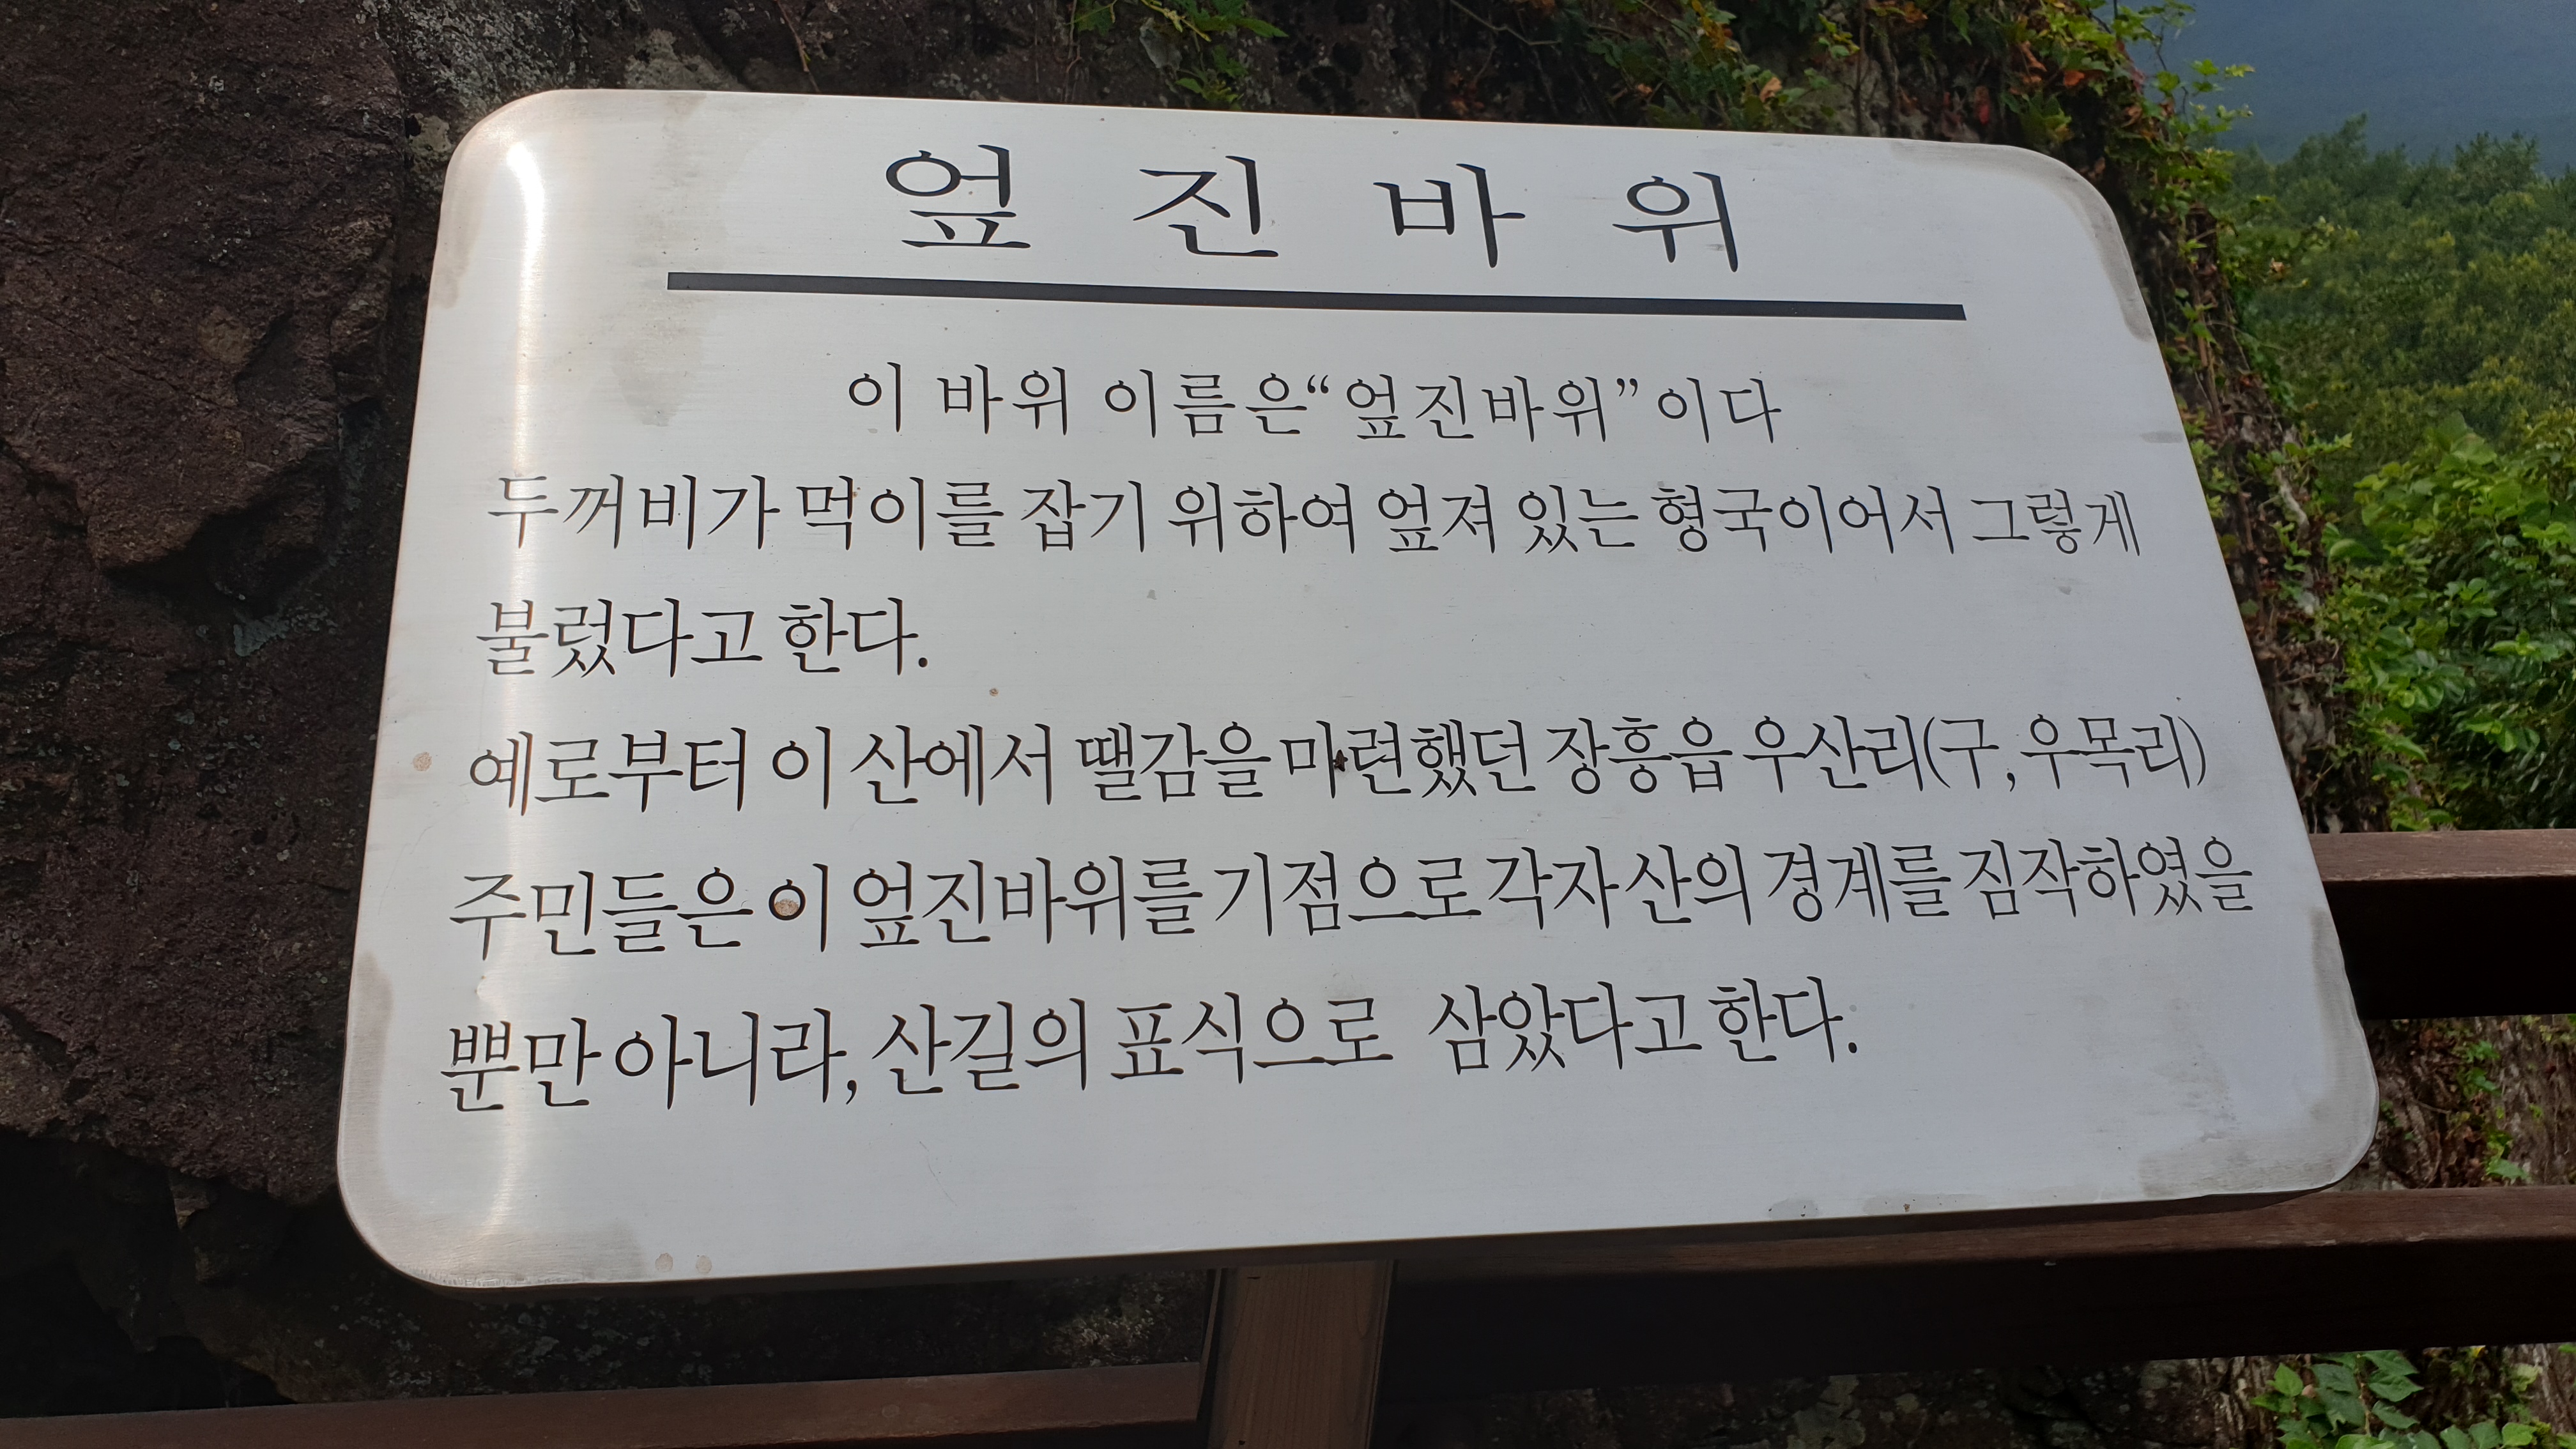 엎진바위
이 바위 이름은 “엎진바위” 이다
두꺼비가 먹이를 잡기 위하여 엎져 있는 형국이어서 그렇게
불렀다고 한다.
예로부터 이 산에서 땔감을 마련했던 장흥읍 우산리(구, 우목리)
주민들은 이 엎진바위를 기점으로 각자 산의 경계를 짐작하였을
뿐만 아니라, 산길의 표식으로 삼았다고 한다.